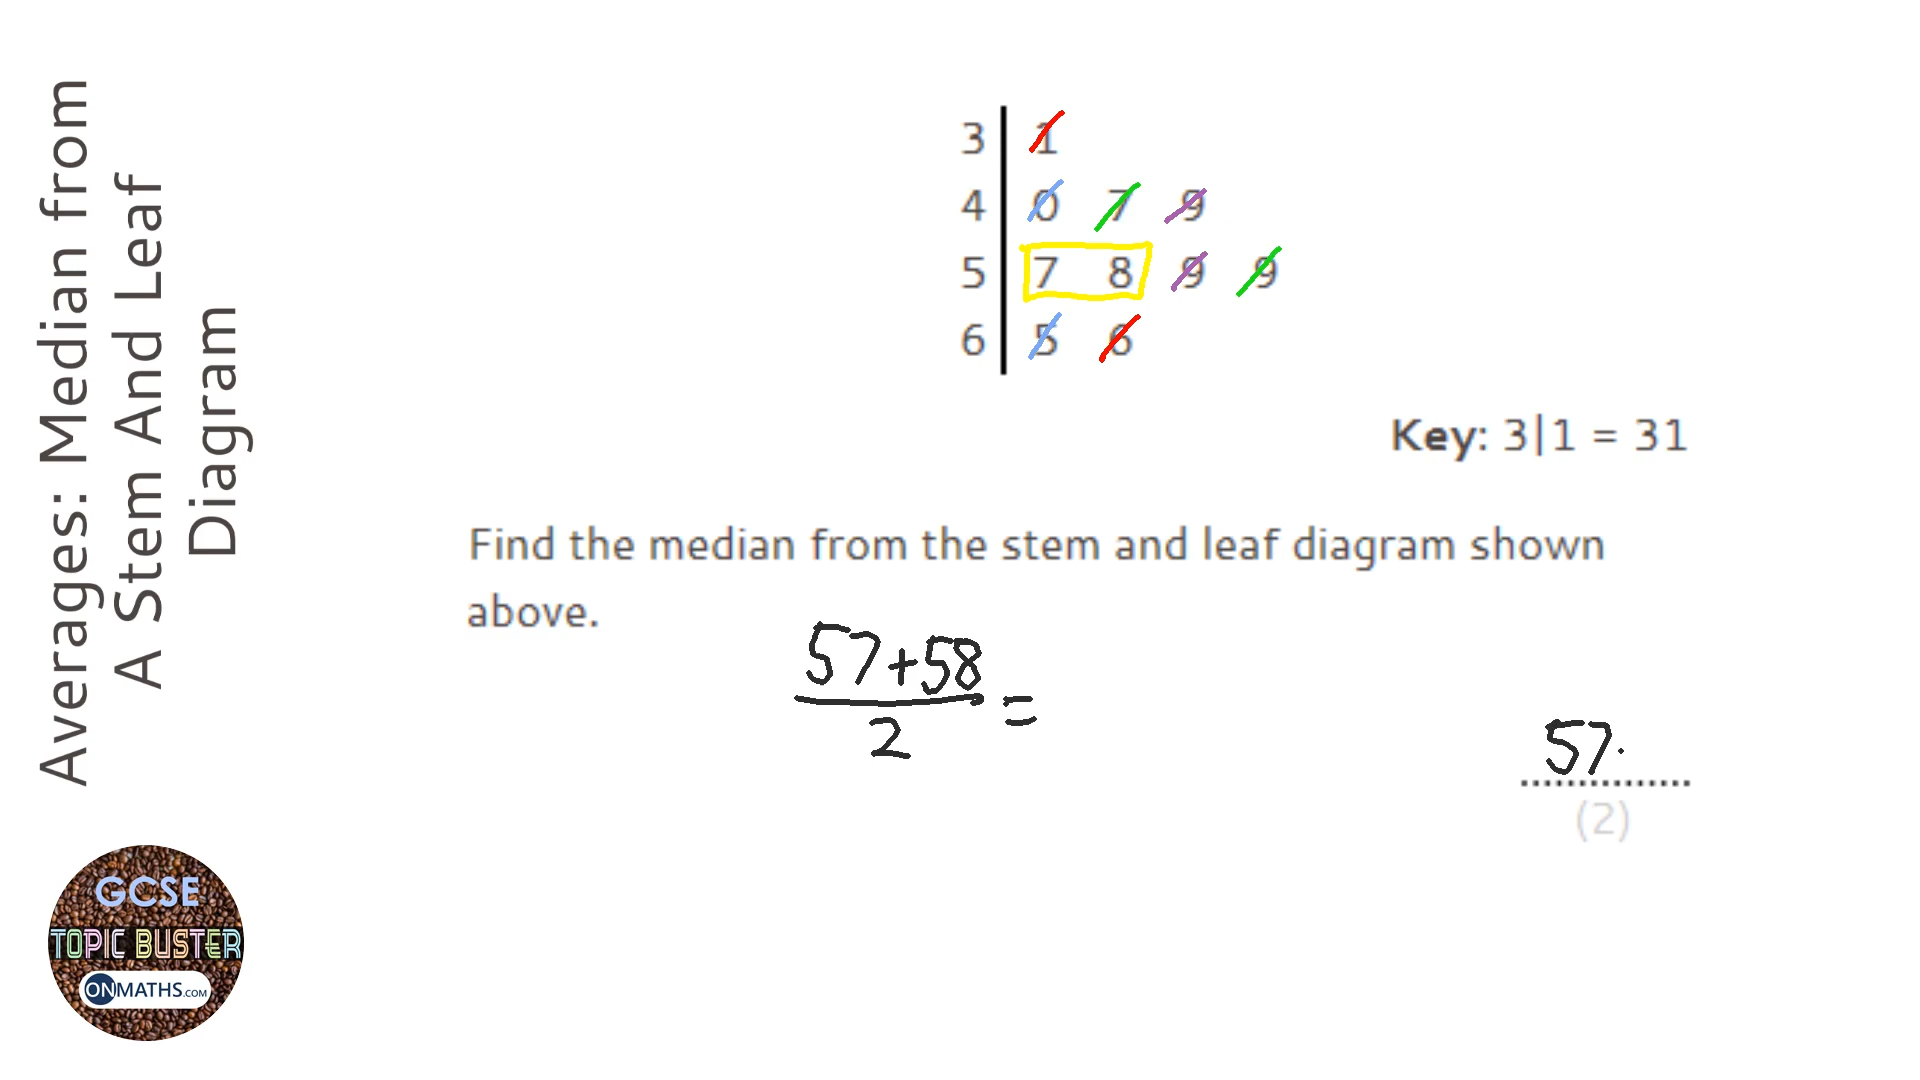 Averages: Median from
A Stem And Leaf
Diagram
3 | 1
4 | 0 7 9
5 | 7 8 9 9
6 | 5 6
Key: 3|1 = 31
Find the median from the stem and leaf diagram shown
above.
57+58
2
=
57.
(2)
GCSE
TOPIC BUSTER
ONMATHS.COM